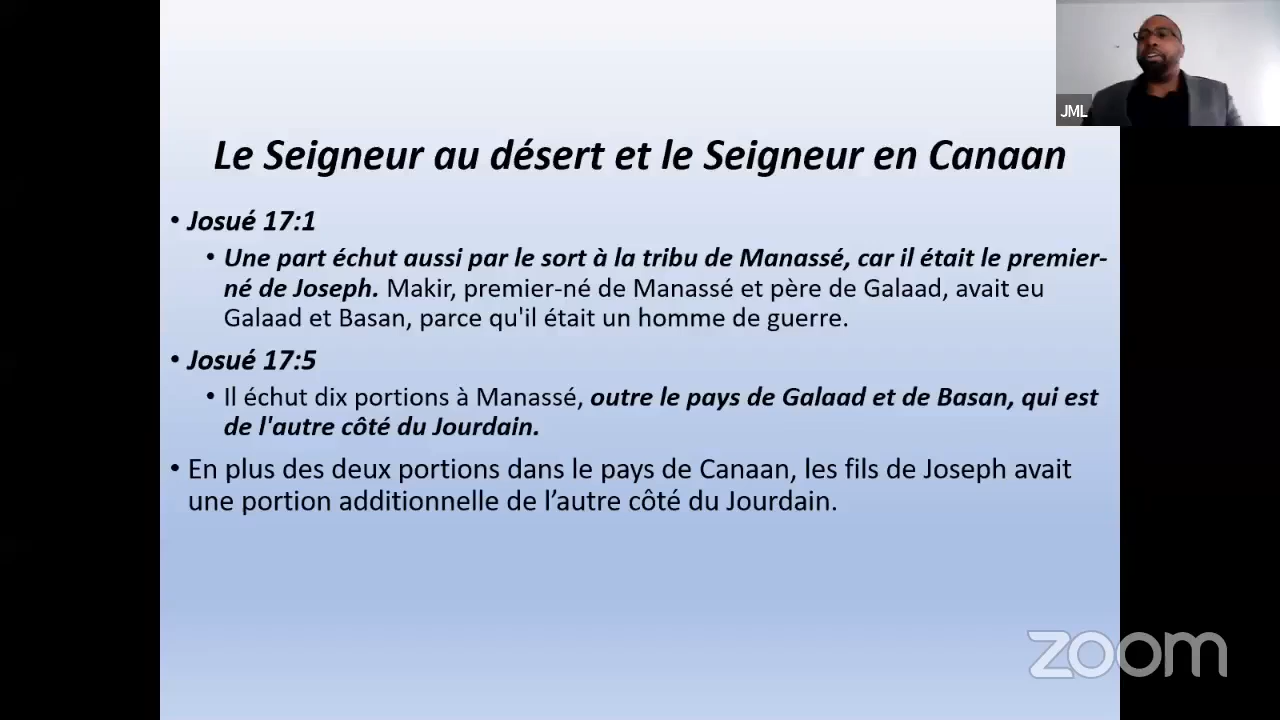 JML
Le Seigneur au désert et le Seigneur en Canaan
• Josué 17:1
• Une part échut aussi par le sort à la tribu de Manassé, car il était le premier-
né de Joseph. Makir, premier-né de Manassé et père de Galaad, avait eu
Galaad et Basan, parce qu'il était un homme de guerre.
• Josué 17:5
• Il échut dix portions à Manassé, outre le pays de Galaad et de Basan, qui est
de l'autre côté du Jourdain.
• En plus des deux portions dans le pays de Canaan, les fils de Joseph avait
une portion additionnelle de l’autre côté du Jourdain.
zoom